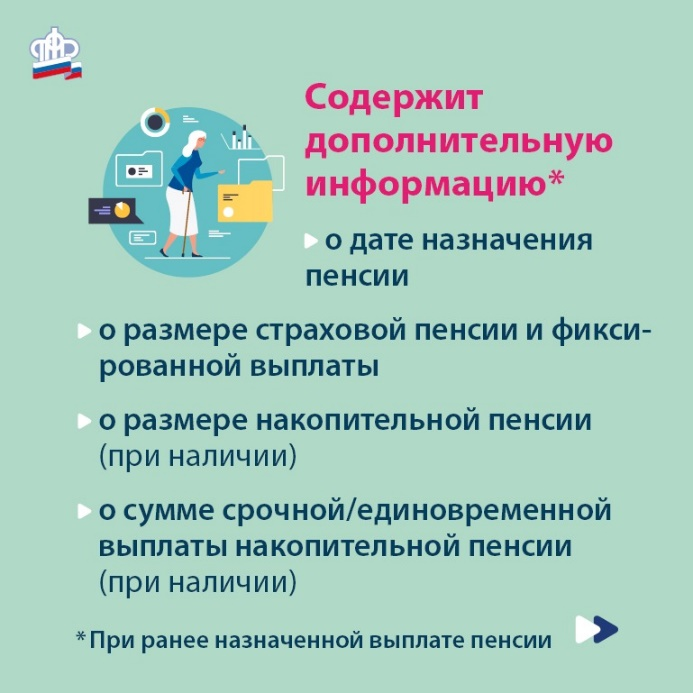 Содержит
дополнительную
информацию*
о дате назначения
пенсии
о размере страховой пенсии и фикси-
рованной выплаты
о размере накопительной пенсии
(при наличии)
о сумме срочной/единовременной
выплаты накопительной пенсии
(при наличии)
*При ранее назначенной выплате пенсии